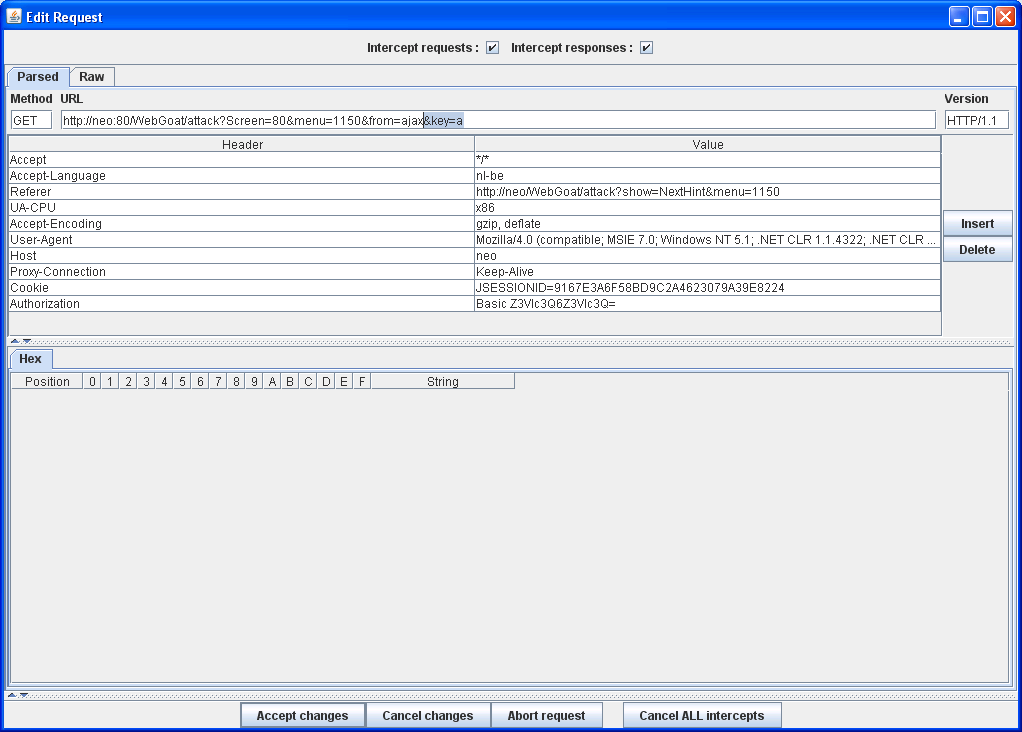 Edit Request
Intercept requests : Intercept responses :
Parsed Raw
Method URL Version
GET http://neo:80/WebGoat/attack?Screen=80&menu=1150&from=ajax&key=a HTTP/1.1
Header Value
Accept */*
Accept-Language nl-be
Referer http://neo/WebGoat/attack?show=NextHint&menu=1150
UA-CPU x86
Accept-Encoding gzip, deflate
User-Agent Mozilla/4.0 (compatible; MSIE 7.0; Windows NT 5.1; .NET CLR 1.1.4322; .NET CLR ...
Host neo
Proxy-Connection Keep-Alive
Cookie JSESSIONID=9167E3A6F58BD9C2A4623079A39E8224
Authorization Basic Z3Vlc3Q6Z3Vlc3Q=
Insert
Delete
Hex
Position 0 1 2 3 4 5 6 7 8 9 A B C D E F String
Accept changes Cancel changes Abort request Cancel ALL intercepts